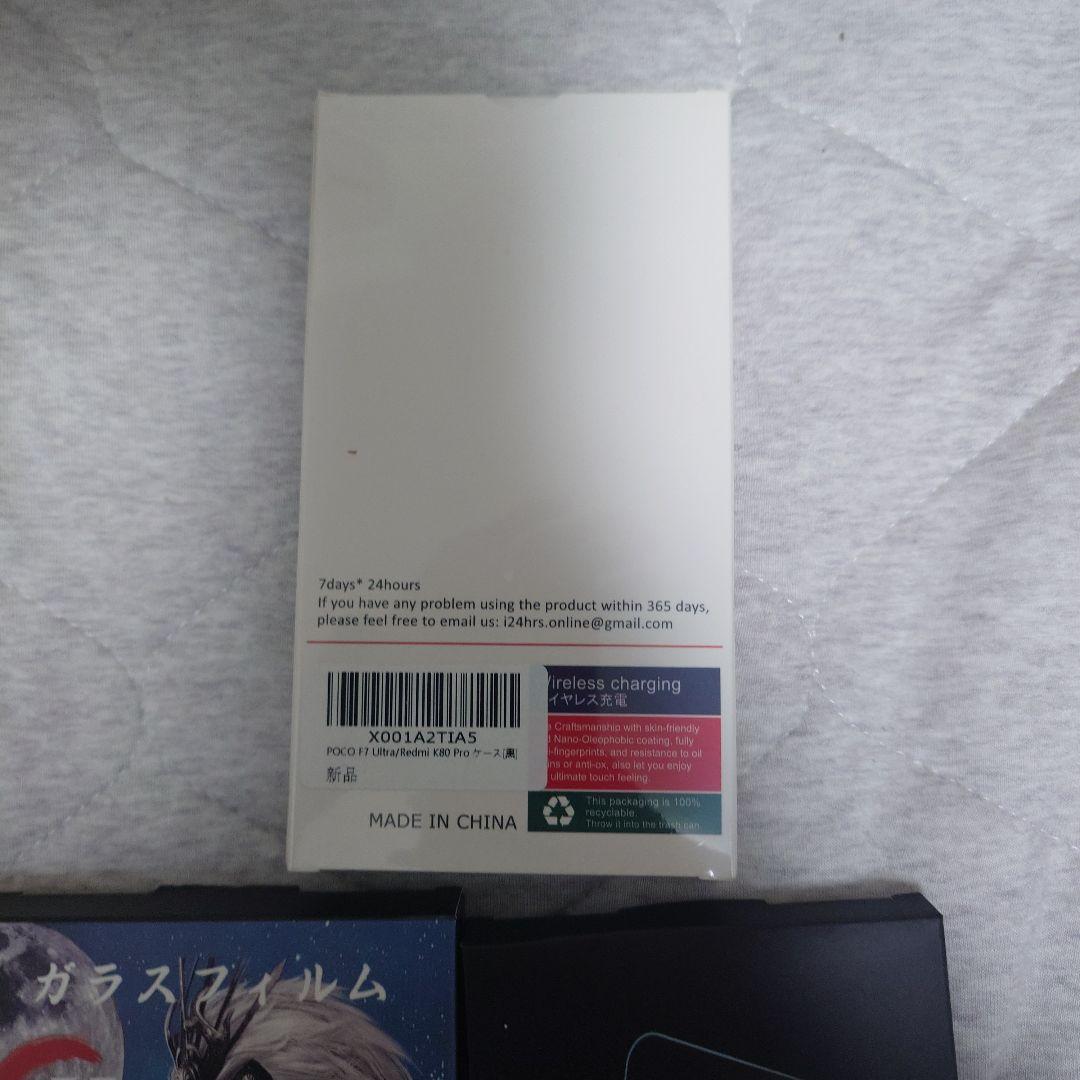 7days* 24hours
If you have any problem using the product within 365 days,
please feel free to email us: i24hrs.online@gmail.com
X001A2TIA5
POCO F7 Ultra/Redmi K80 Pro ケース[黒]
新品
MADE IN CHINA
ireless charging
イヤレス充電
Craftsmanship with skin-friendly
Nano-Oleophobic coating, fully
-fingerprints, and resistance to oil
or anti-ox, also let you enjoy
ultimate touch feeling.
This packaging is 100%
recyclable.
Throw it into the trash can.
ガラスフィルム